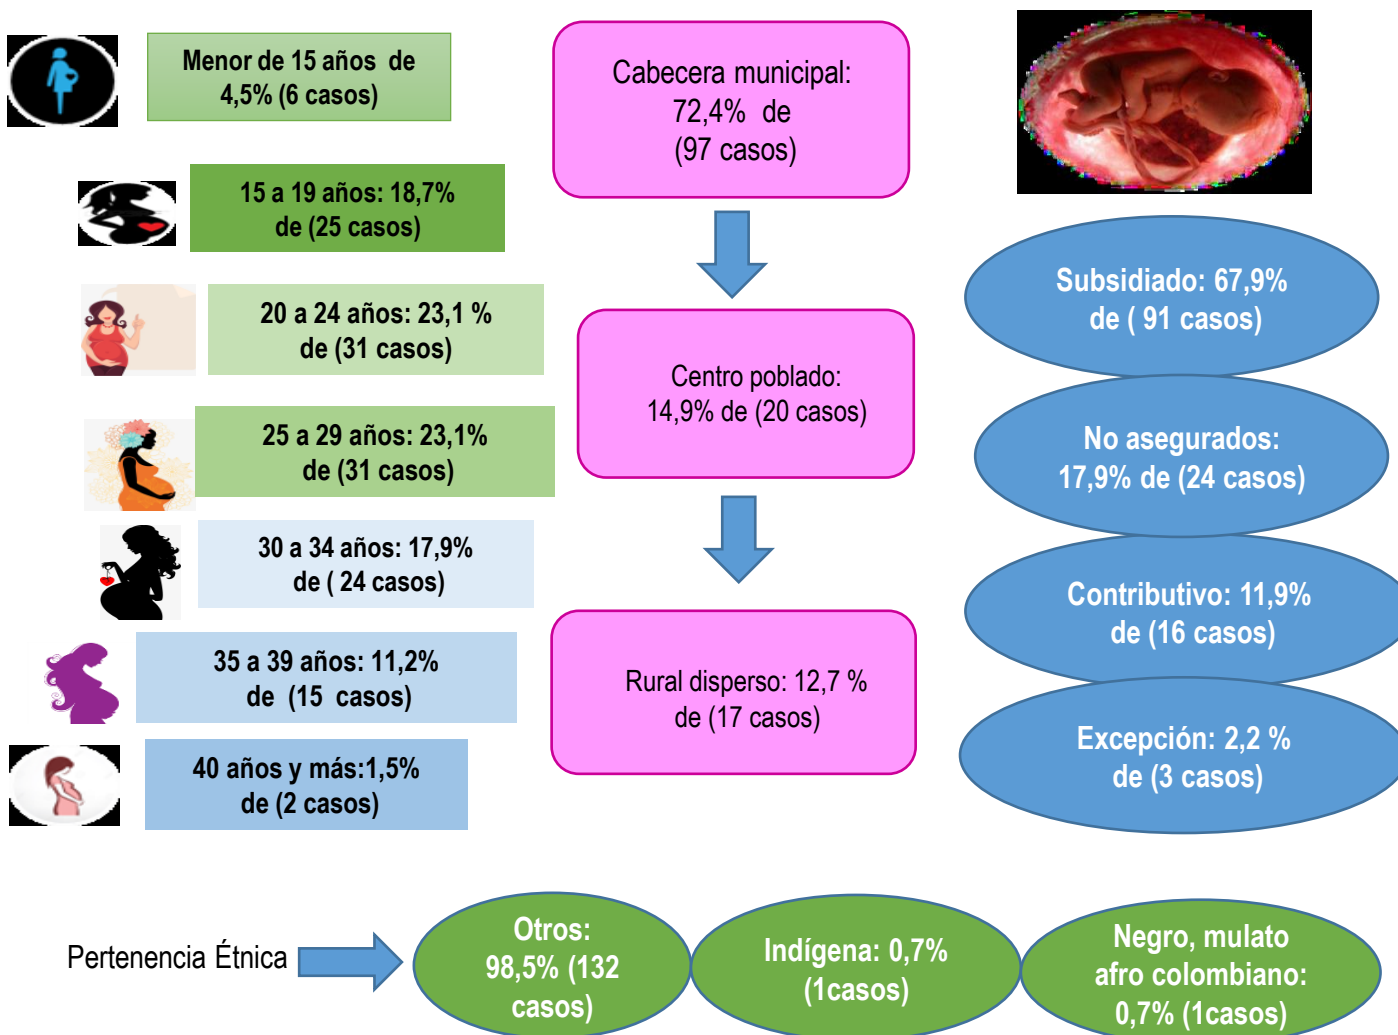 Menor de 15 años de
4,5% (6 casos)
15 a 19 años: 18,7%
de (25 casos)
20 a 24 años: 23,1 %
de (31 casos)
25 a 29 años: 23,1%
de (31 casos)
30 a 34 años: 17,9%
de ( 24 casos)
35 a 39 años: 11,2%
de (15 casos)
40 años y más:1,5%
de (2 casos)
Cabecera municipal:
72,4% de
(97 casos)
Centro poblado:
14,9% de (20 casos)
Rural disperso: 12,7 %
de (17 casos)
Subsidiado: 67,9%
de ( 91 casos)
No asegurados:
17,9% de (24 casos)
Contributivo: 11,9%
de (16 casos)
Excepción: 2,2 %
de (3 casos)
Pertenencia Étnica
Otros:
98,5% (132
casos)
Indígena: 0,7%
(1casos)
Negro, mulato
afro colombiano:
0,7% (1casos)